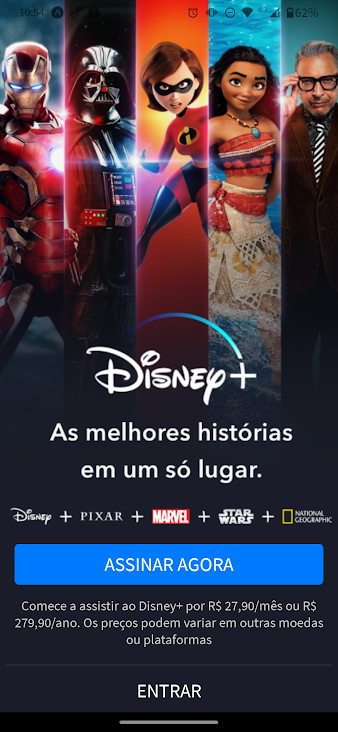 10:54
62%
Disney+
As melhores histórias
em um só lugar.
Disney + PIXAR + MARVEL + STAR WARS + NATIONAL GEOGRAPHIC
ASSINAR AGORA
Comece a assistir ao Disney+ por R$ 27,90/mês ou R$
279,90/ano. Os preços podem variar em outras moedas
ou plataformas
ENTRAR